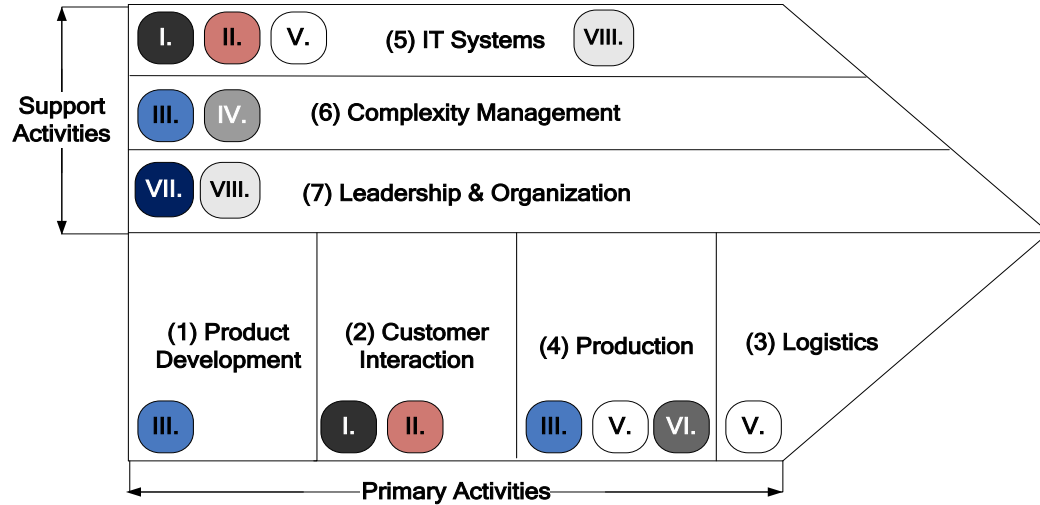 I. II. V. (5) IT Systems VIII.
Support
Activities
III. IV. (6) Complexity Management
VII. VIII. (7) Leadership & Organization
(1) Product
Development
(2) Customer
Interaction
(4) Production
(3) Logistics
III. I. II. III. V. VI. V.
Primary Activities